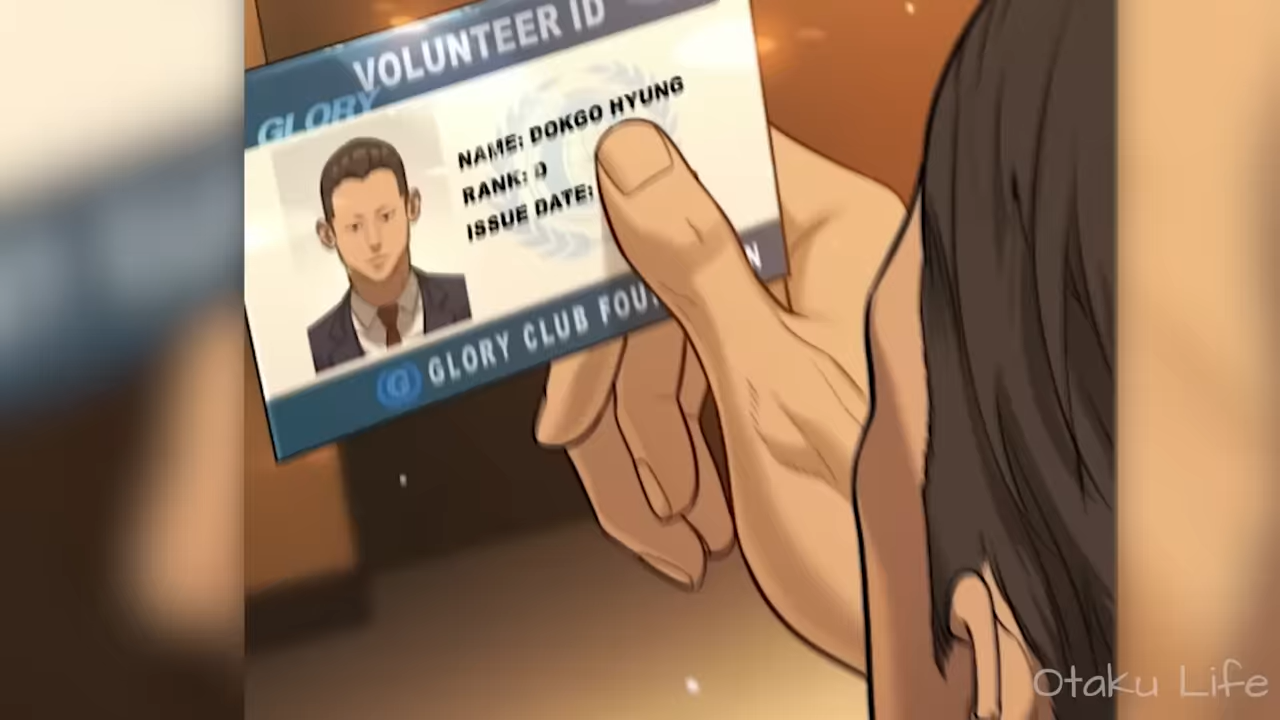 VOLUNTEER ID
GLORY
NAME: DOKGO HYUNG
RANK: D
ISSUE DATE:
GLORY CLUB FOU
N
Otaku Life